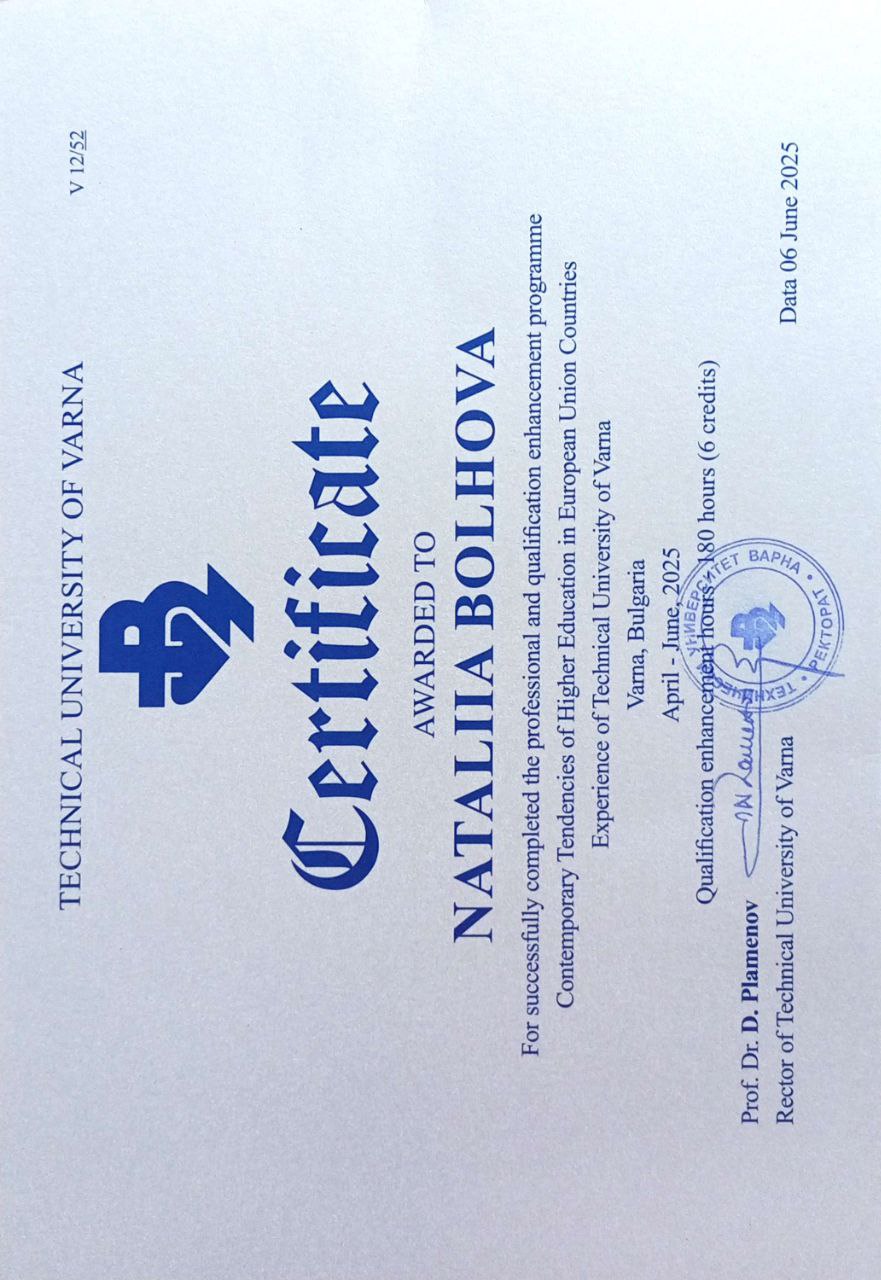 V 12/52
TECHNICAL UNIVERSITY OF VARNA
Certificate
AWARDED TO
NATALIIA BOLHOVA
For successfully completed the professional and qualification enhancement programme
Contemporary Tendencies of Higher Education in European Union Countries
Experience of Technical University of Varna
Varna, Bulgaria
April - June, 2025
Qualification enhancement hours 180 hours (6 credits)
Prof. Dr. D. Plamenov
Rector of Technical University of Varna
Data 06 June 2025
ТЕХНИЧЕСКИ УНИВЕРСИТЕТ ВАРНА • РЕКТОРАТ •